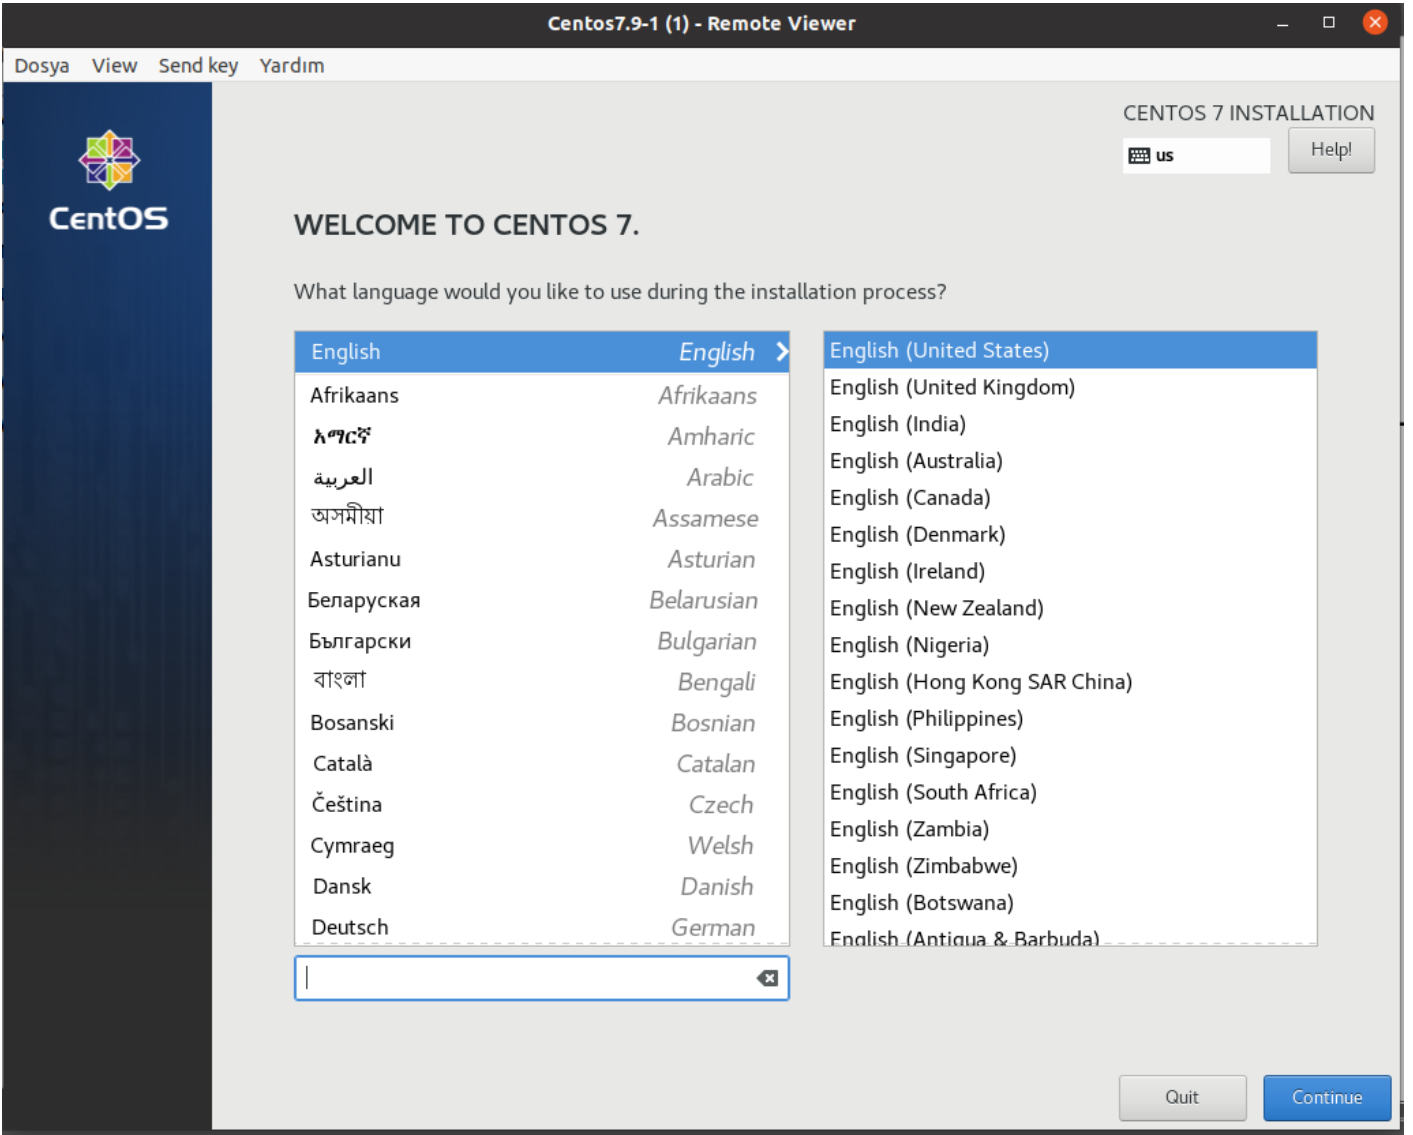 Centos7.9-1 (1) - Remote Viewer
Dosya View Send key Yardım
CentOS
CENTOS 7 INSTALLATION
us
Help!
WELCOME TO CENTOS 7.
What language would you like to use during the installation process?
English English
Afrikaans Afrikaans
አማርኛ Amharic
العربية Arabic
অসমীয়া Assamese
Asturianu Asturian
Беларуская Belarusian
Български Bulgarian
বাংলা Bengali
Bosanski Bosnian
Català Catalan
Čeština Czech
Cymraeg Welsh
Dansk Danish
Deutsch German
English (United States)
English (United Kingdom)
English (India)
English (Australia)
English (Canada)
English (Denmark)
English (Ireland)
English (New Zealand)
English (Nigeria)
English (Hong Kong SAR China)
English (Philippines)
English (Singapore)
English (South Africa)
English (Zambia)
English (Zimbabwe)
English (Botswana)
English (Antigua & Barbuda)
Quit
Continue